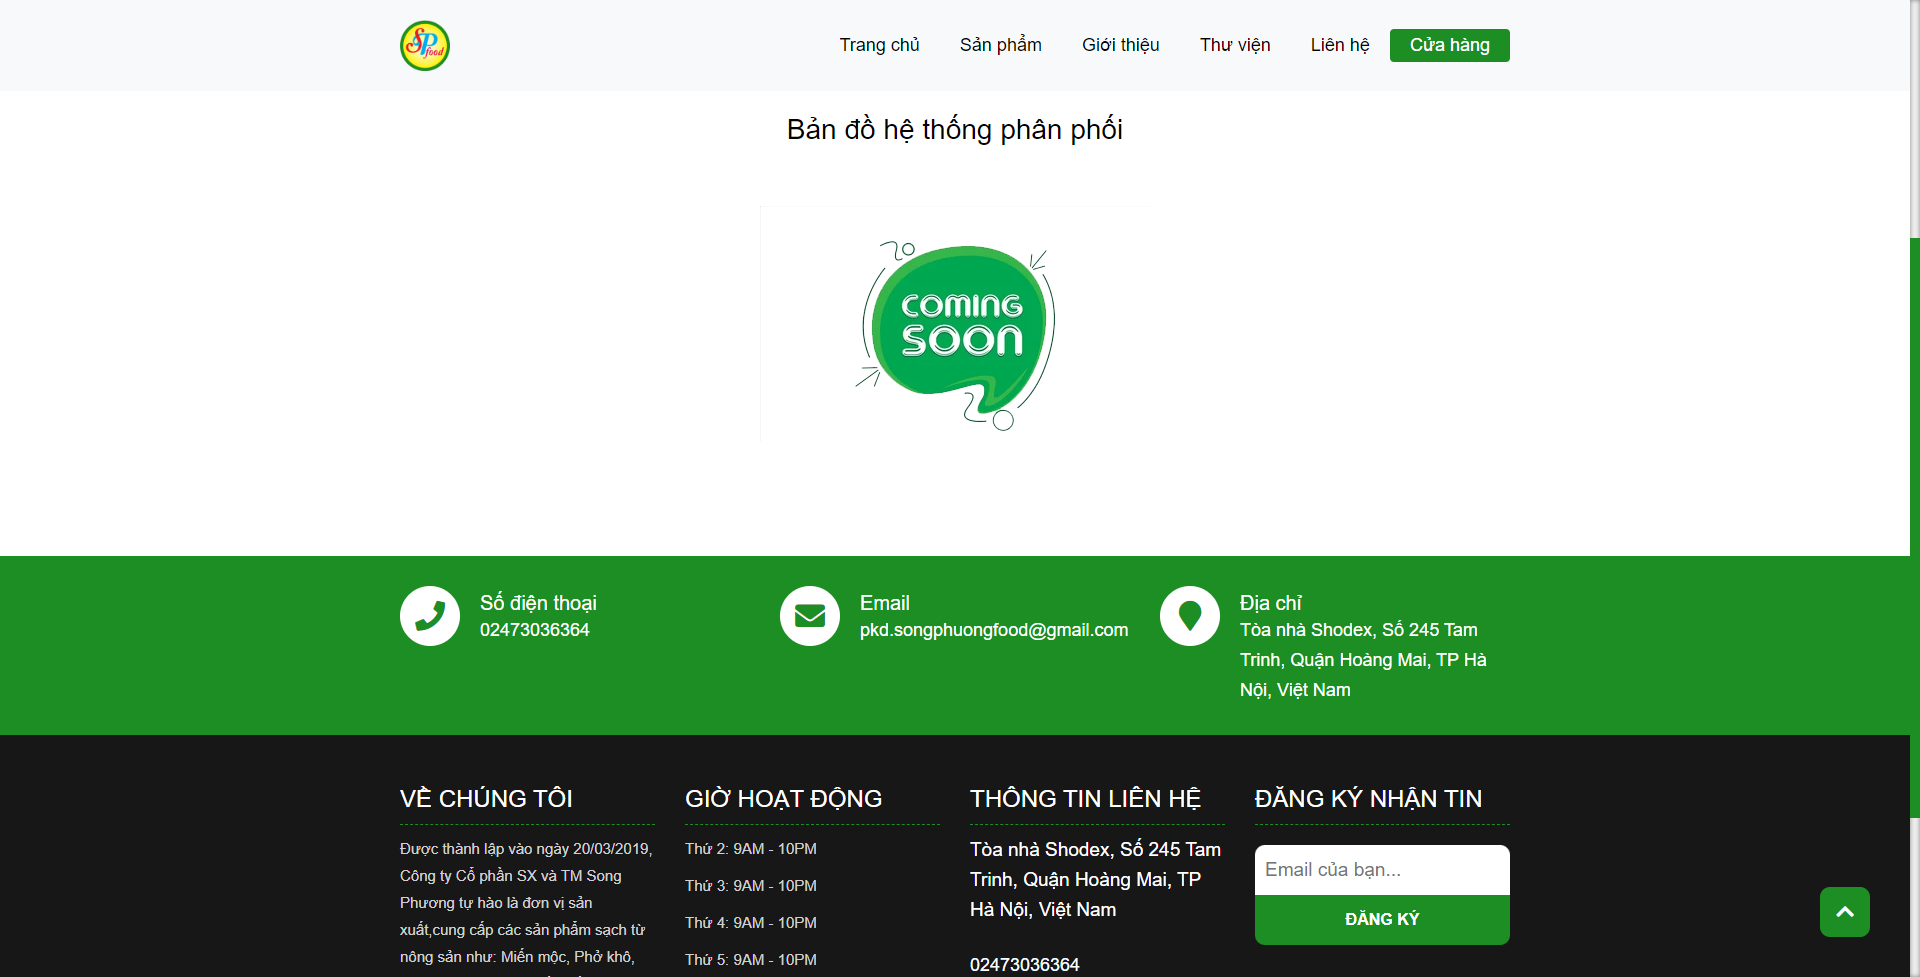 SP food
Trang chủ
Sản phẩm
Giới thiệu
Thư viện
Liên hệ
Cửa hàng
Bản đồ hệ thống phân phối
COMING
SOON
Số điện thoại
02473036364
Email
pkd.songphuongfood@gmail.com
Địa chỉ
Tòa nhà Shodex, Số 245 Tam
Trinh, Quận Hoàng Mai, TP Hà
Nội, Việt Nam
VỀ CHÚNG TÔI
Được thành lập vào ngày 20/03/2019,
Công ty Cổ phần SX và TM Song
Phương tự hào là đơn vị sản
xuất,cung cấp các sản phẩm sạch từ
nông sản như: Miến mộc, Phở khô,
GIỜ HOẠT ĐỘNG
Thứ 2: 9AM - 10PM
Thứ 3: 9AM - 10PM
Thứ 4: 9AM - 10PM
Thứ 5: 9AM - 10PM
THÔNG TIN LIÊN HỆ
Tòa nhà Shodex, Số 245 Tam
Trinh, Quận Hoàng Mai, TP
Hà Nội, Việt Nam
02473036364
ĐĂNG KÝ NHẬN TIN
Email của bạn...
ĐĂNG KÝ